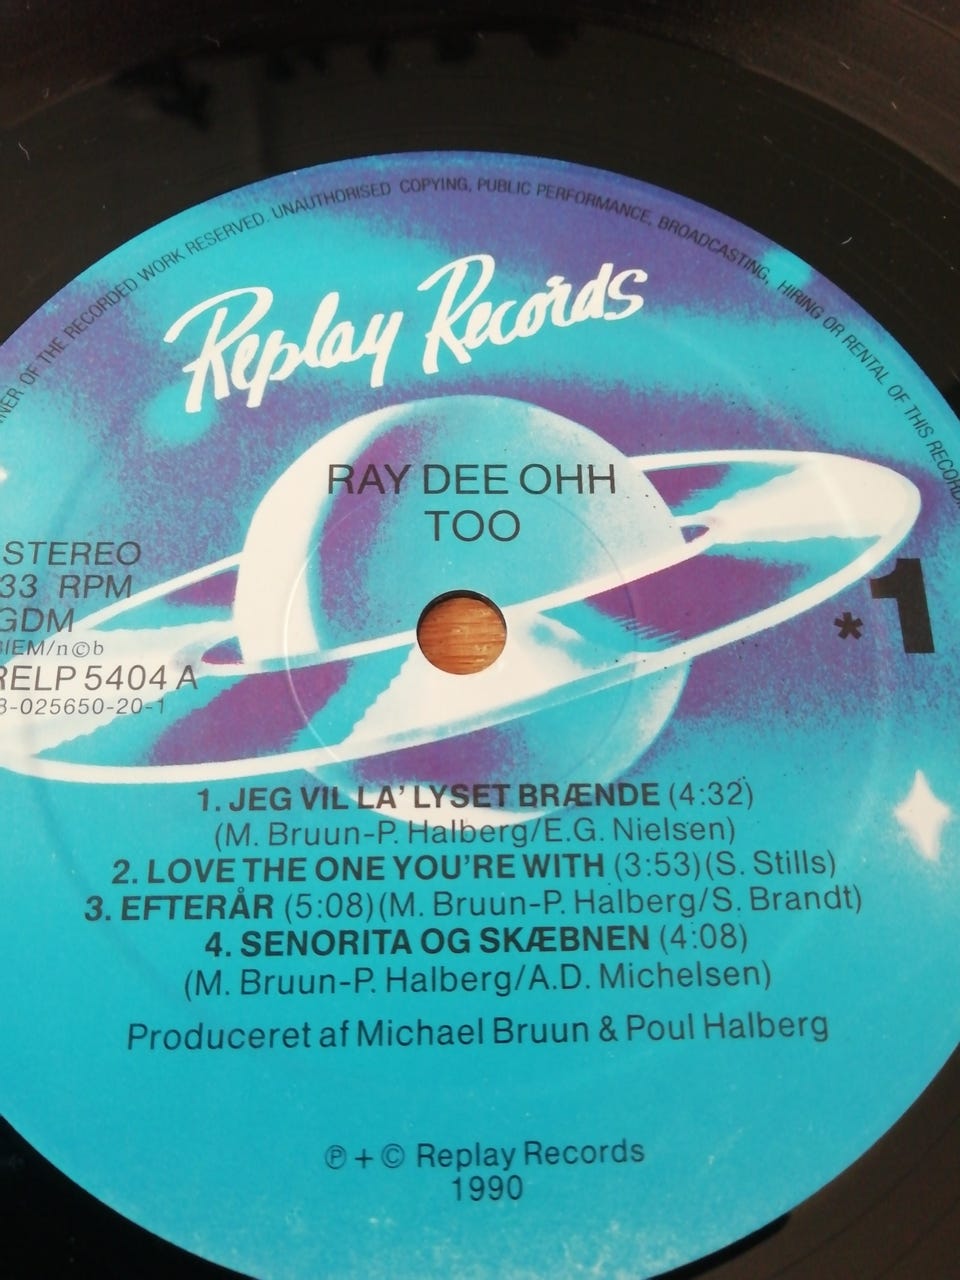 OF THE RECORDED WORK RESERVED. UNAUTHORISED COPYING, PUBLIC PERFORMANCE, BROADCASTING, HIRING OR RENTAL OF THIS
Replay Records
RAY DEE OHH
TOO
STEREO
33 RPM
GDM
n©b
RELP 5404 A
-025650-20-1
*1
1. JEG VIL LA' LYSET BRÆNDE (4:32)
(M. Bruun-P. Halberg/E.G. Nielsen)
2. LOVE THE ONE YOU'RE WITH (3:53)(S. Stills)
3. EFTERÅR (5:08)(M. Bruun-P. Halberg/S. Brandt)
4. SENORITA OG SKÆBNEN (4:08)
(M. Bruun-P. Halberg/A.D. Michelsen)
Produceret af Michael Bruun & Poul Halberg
℗ + © Replay Records
1990